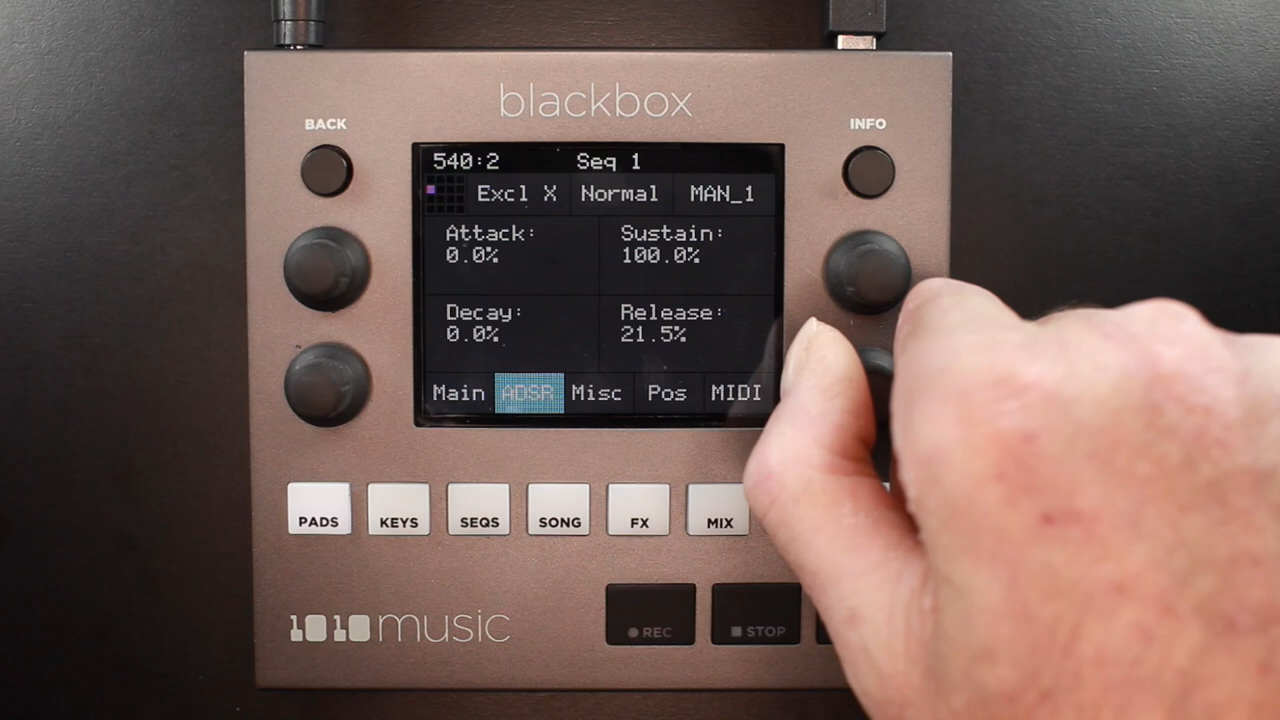 blackbox
BACK
INFO
540:2 Seq 1
Excl X Normal MAN_1
Attack: Sustain:
0.0% 100.0%
Decay: Release:
0.0% 21.5%
Main ADSR Misc Pos MIDI
PADS KEYS SEQS SONG FX MIX
1010music
REC STOP